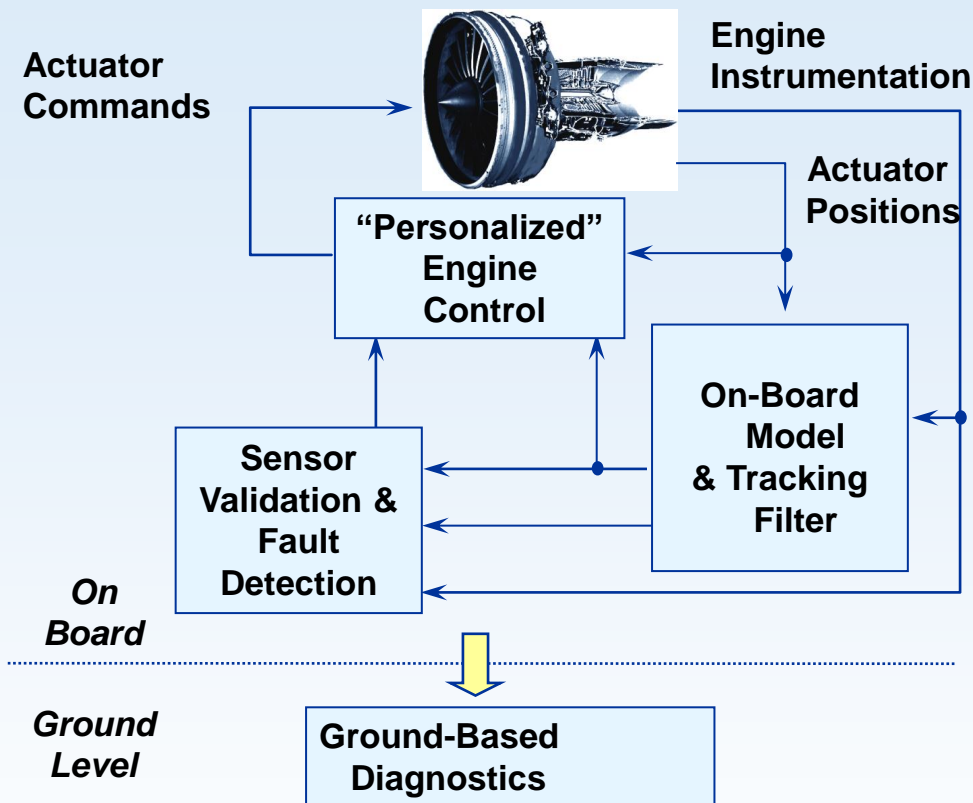 Actuator
Commands
Engine
Instrumentation
Actuator
Positions
“Personalized”
Engine
Control
On-Board
Model
& Tracking
Filter
Sensor
Validation &
Fault
Detection
On
Board
Ground
Level
Ground-Based
Diagnostics